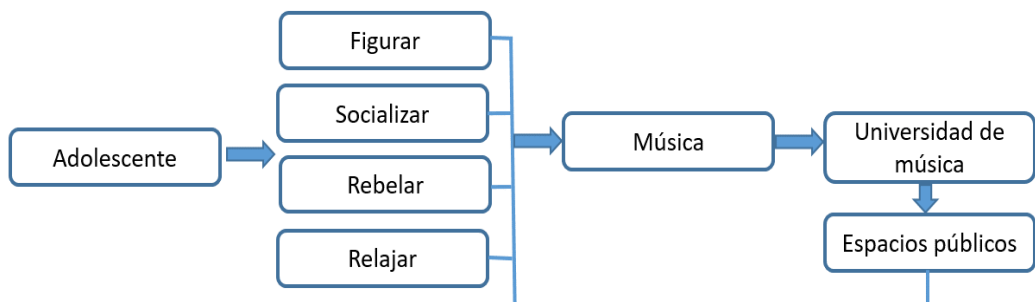 Adolescente
Figurar
Socializar
Rebelar
Relajar
Música
Universidad de
música
Espacios públicos